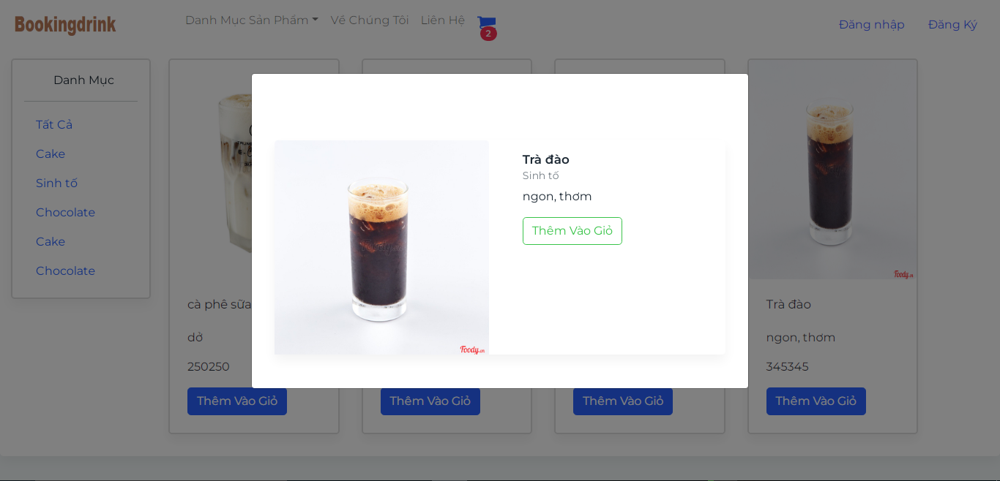 Bookingdrink
Danh Mục Sản Phẩm
Về Chúng Tôi
Liên Hệ
2
Đăng nhập
Đăng Ký
Danh Mục
Tất Cả
Cake
Sinh tố
Chocolate
Cake
Chocolate
Trà đào
Sinh tố
ngon, thơm
Thêm Vào Giỏ
Foody.vn
cà phê sữa
dở
250250
Thêm Vào Giỏ
Thêm Vào Giỏ
Thêm Vào Giỏ
Foody.vn
Trà đào
ngon, thơm
345345
Thêm Vào Giỏ